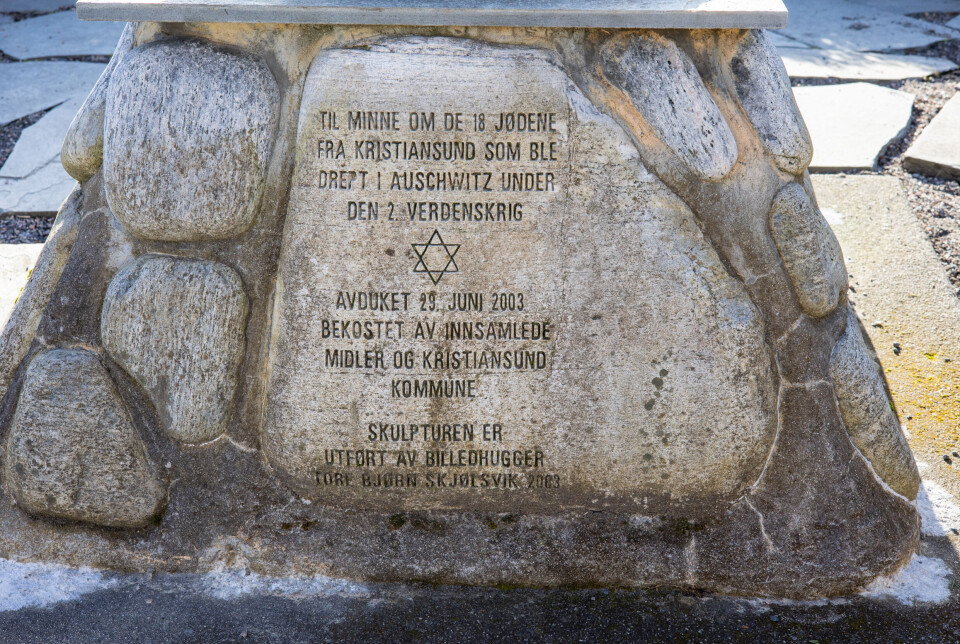 TIL MINNE OM DE 18 JØDENE
FRA KRISTIANSUND SOM BLE
DREPT I AUSCHWITZ UNDER
DEN 2. VERDENSKRIG
AVDUKET 29. JUNI 2003
BEKOSTET AV INNSAMLEDE
MIDLER OG KRISTIANSUND
KOMMUNE
SKULPTUREN ER
UTFØRT AV BILLEDHUGGER
TORE BJØRN SKJØLSVIK 2003